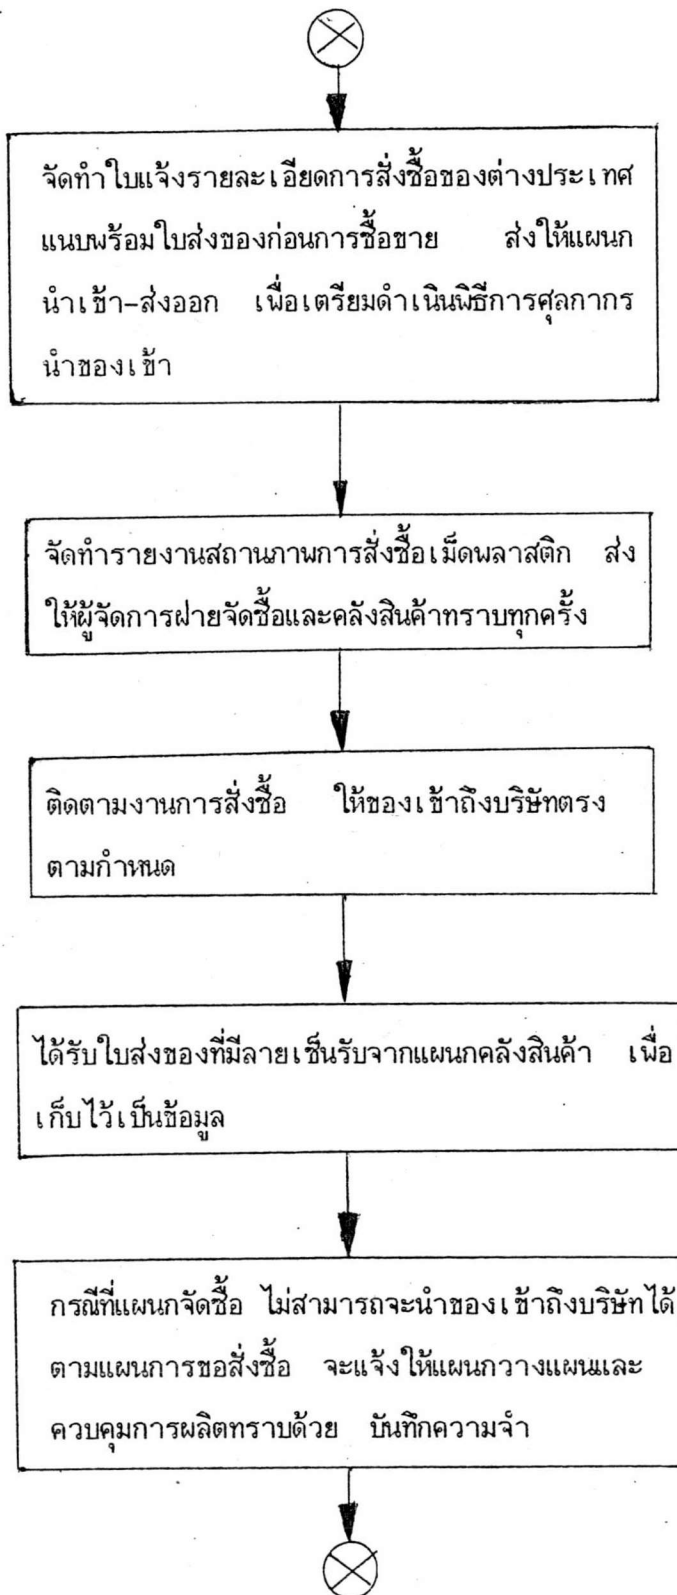 จัดทำใบแจ้งรายละเอียดการสั่งซื้อของต่างประเทศ
แนบพร้อมใบส่งของก่อนการซื้อขาย ส่งให้แผนก
นำเข้า-ส่งออก เพื่อเตรียมดำเนินพิธีการศุลกากร
นำของเข้า
จัดทำรายงานสถานภาพการสั่งซื้อเม็ดพลาสติก ส่ง
ให้ผู้จัดการฝ่ายจัดซื้อและคลังสินค้าทราบทุกครั้ง
ติดตามงานการสั่งซื้อ ให้ของเข้าถึงบริษัทตรง
ตามกำหนด
ได้รับใบส่งของที่มีลายเซ็นรับจากแผนกคลังสินค้า เพื่อ
เก็บไว้เป็นข้อมูล
กรณีที่แผนกจัดซื้อ ไม่สามารถจะนำของเข้าถึงบริษัทได้
ตามแผนการขอสั่งซื้อ จะแจ้งให้แผนกวางแผนและ
ควบคุมการผลิตทราบด้วย บันทึกความจำ